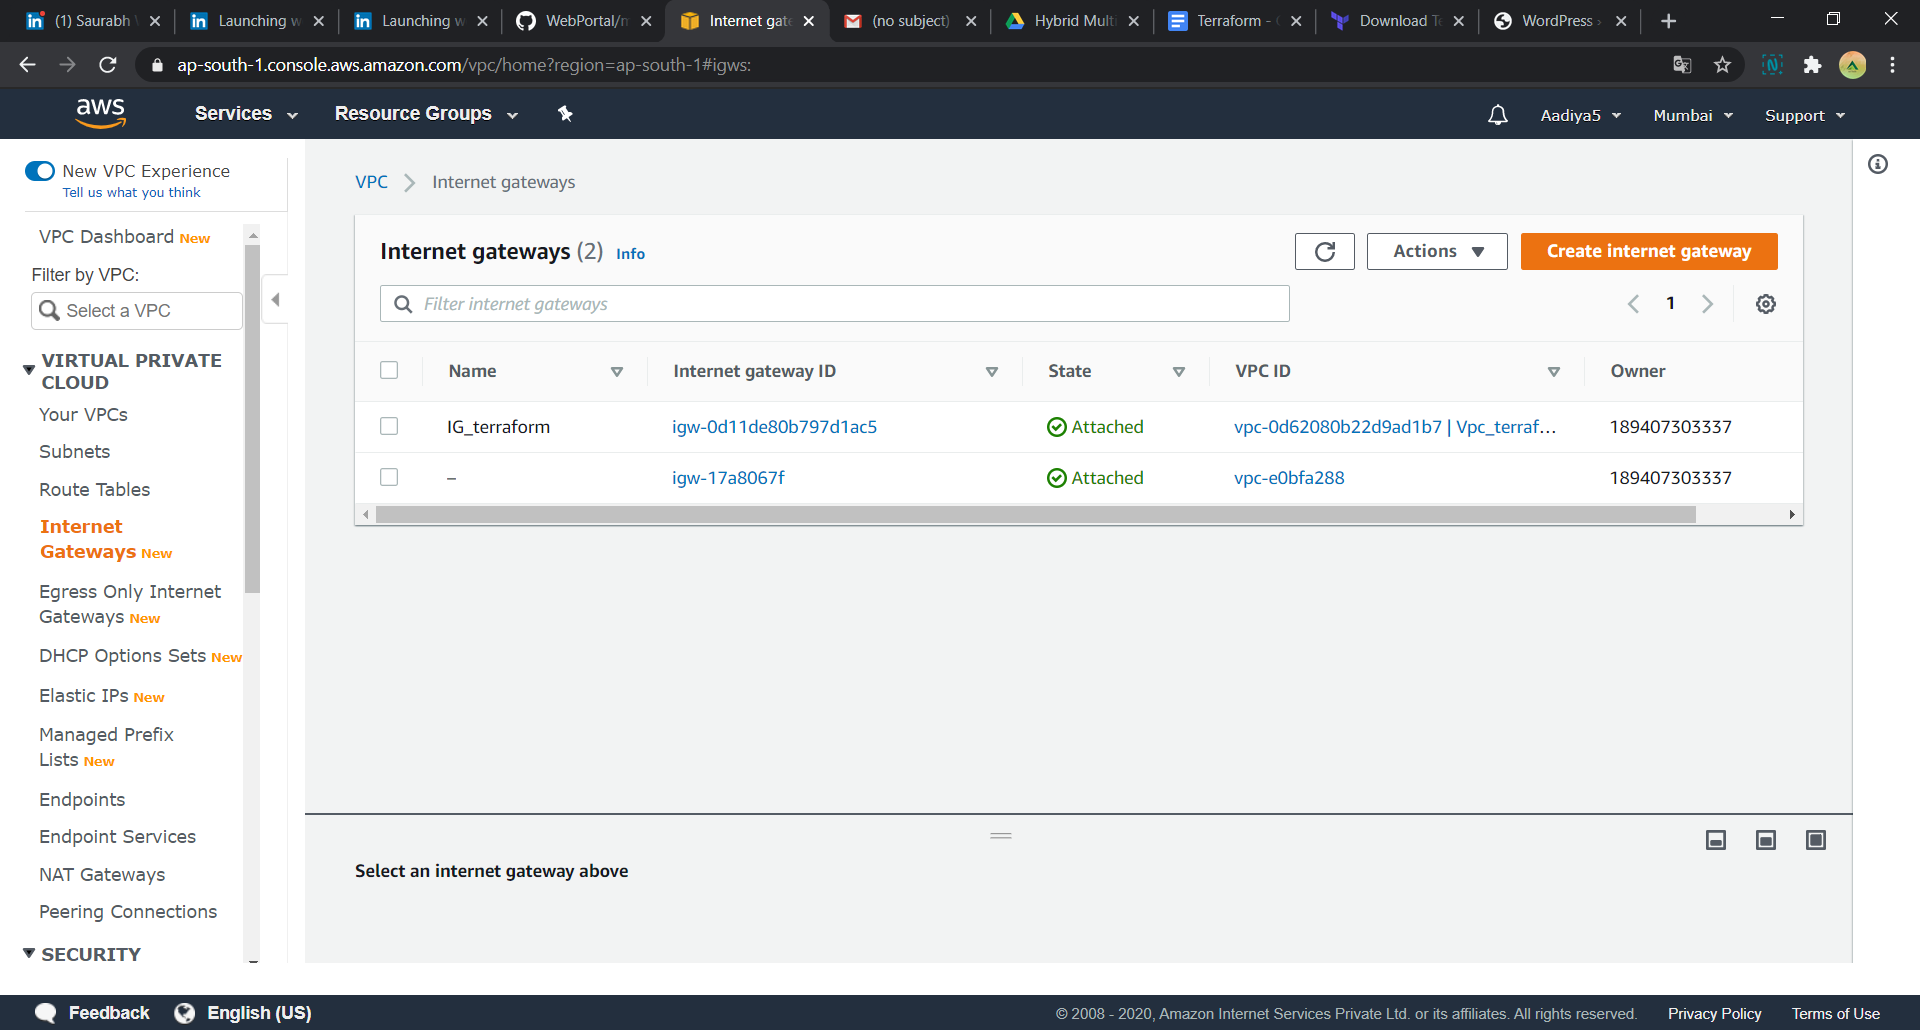 (1) Saurabh
Launching w
Launching w
WebPortal/m
Internet gate
(no subject)
Hybrid Multi
Terraform -
Download Te
WordPress ›
ap-south-1.console.aws.amazon.com/vpc/home?region=ap-south-1#igws:
aws
Services
Resource Groups
Aadiya5
Mumbai
Support
New VPC Experience
Tell us what you think
VPC Dashboard New
Filter by VPC:
Select a VPC
VIRTUAL PRIVATE
CLOUD
Your VPCs
Subnets
Route Tables
Internet
Gateways New
Egress Only Internet
Gateways New
DHCP Options Sets New
Elastic IPs New
Managed Prefix
Lists New
Endpoints
Endpoint Services
NAT Gateways
Peering Connections
SECURITY
VPC > Internet gateways
Internet gateways (2) Info
Actions
Create internet gateway
Filter internet gateways
1
Name Internet gateway ID State VPC ID Owner
IG_terraform igw-0d11de80b797d1ac5 Attached vpc-0d62080b22d9ad1b7 | Vpc_terraf... 189407303337
– igw-17a8067f Attached vpc-e0bfa288 189407303337
Select an internet gateway above
Feedback
English (US)
© 2008 - 2020, Amazon Internet Services Private Ltd. or its affiliates. All rights reserved.
Privacy Policy
Terms of Use